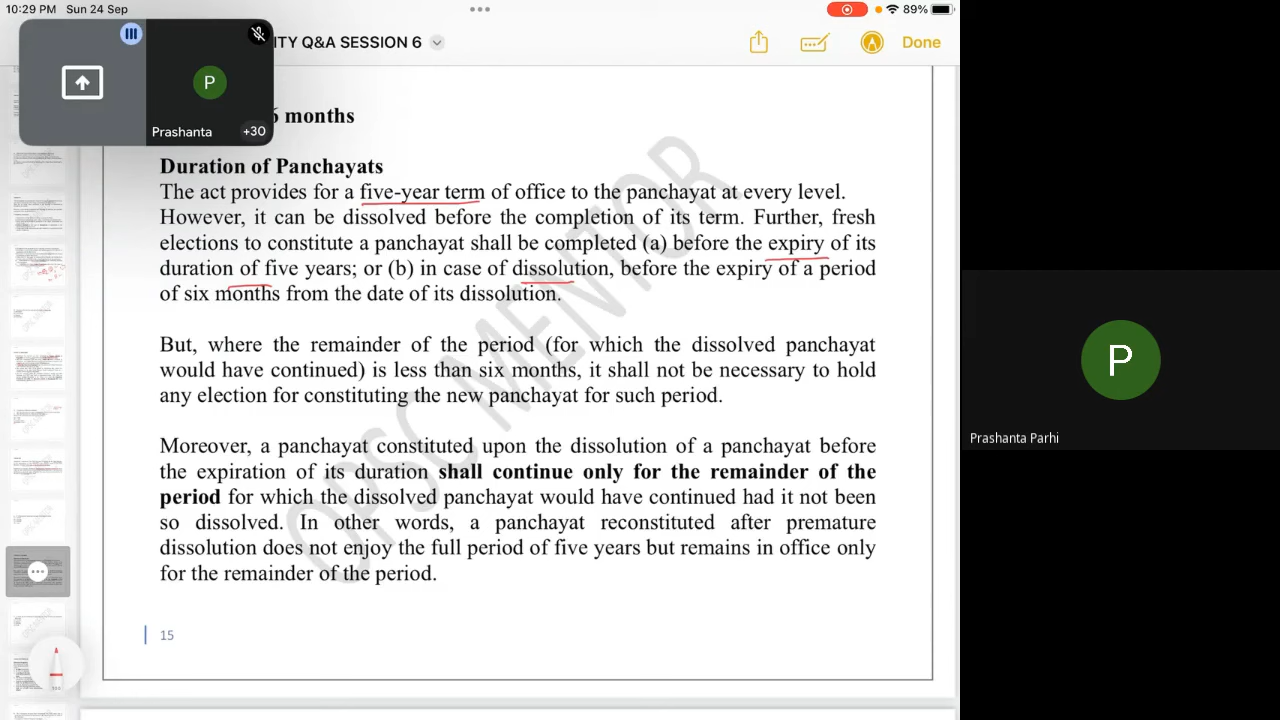 10:29 PM Sun 24 Sep
89%
ITY Q&A SESSION 6
Done
P
Prashanta
+30
6 months
Duration of Panchayats
The act provides for a five-year term of office to the panchayat at every level.
However, it can be dissolved before the completion of its term. Further, fresh
elections to constitute a panchayat shall be completed (a) before the expiry of its
duration of five years; or (b) in case of dissolution, before the expiry of a period
of six months from the date of its dissolution.
But, where the remainder of the period (for which the dissolved panchayat
would have continued) is less than six months, it shall not be necessary to hold
any election for constituting the new panchayat for such period.
Moreover, a panchayat constituted upon the dissolution of a panchayat before
the expiration of its duration shall continue only for the remainder of the
period for which the dissolved panchayat would have continued had it not been
so dissolved. In other words, a panchayat reconstituted after premature
dissolution does not enjoy the full period of five years but remains in office only
for the remainder of the period.
15
OPSC MENTOR
P
Prashanta Parhi